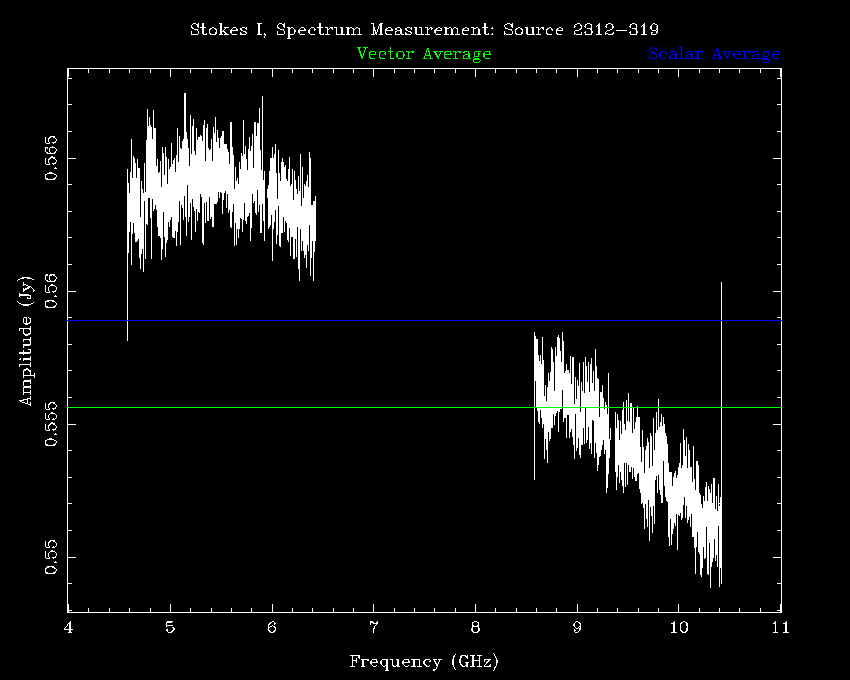 Stokes I, Spectrum Measurement: Source 2312−319
Vector Average Scalar Average
0.565
0.56
0.555
0.55
Amplitude (Jy)
4 5 6 7 8 9 10 11
Frequency (GHz)